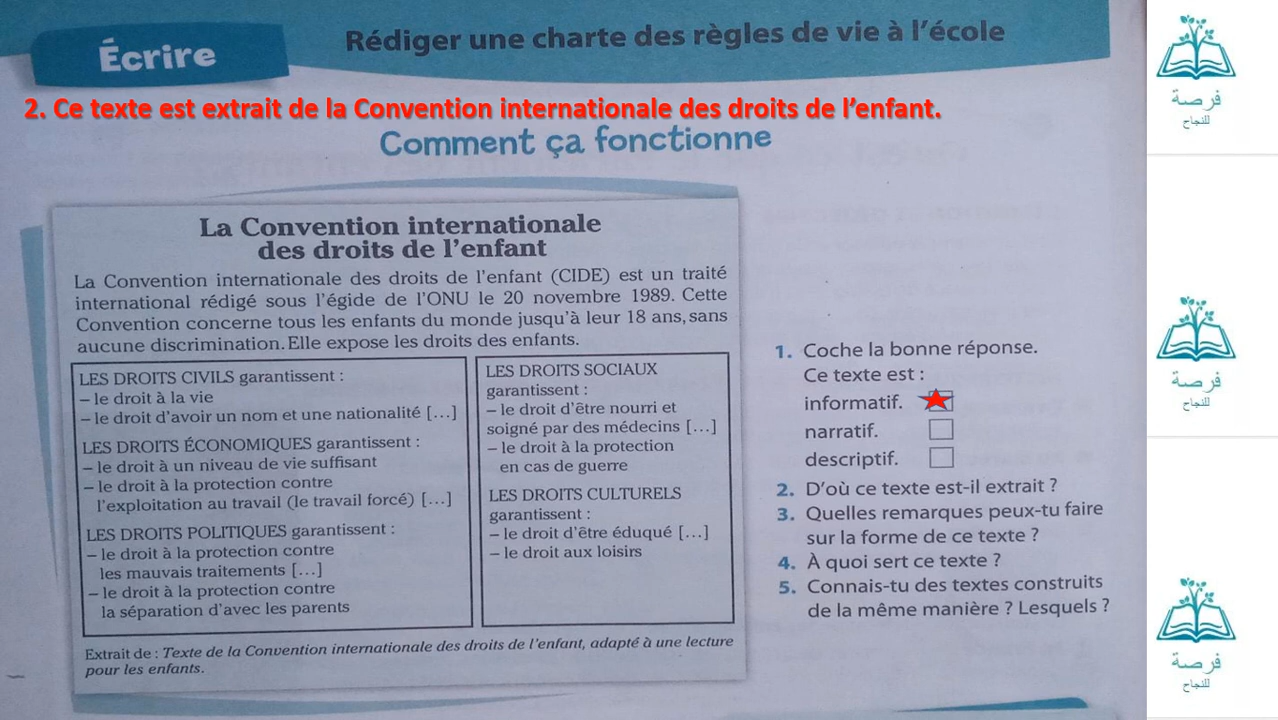 Écrire
Rédiger une charte des règles de vie à l'école
2. Ce texte est extrait de la Convention internationale des droits de l’enfant.
Comment ça fonctionne
La Convention internationale
des droits de l'enfant
La Convention internationale des droits de l'enfant (CIDE) est un traité
international rédigé sous l'égide de l'ONU le 20 novembre 1989. Cette
Convention concerne tous les enfants du monde jusqu'à leur 18 ans, sans
aucune discrimination. Elle expose les droits des enfants.
LES DROITS CIVILS garantissent :
– le droit à la vie
– le droit d'avoir un nom et une nationalité [...]
LES DROITS ÉCONOMIQUES garantissent :
– le droit à un niveau de vie suffisant
– le droit à la protection contre
l'exploitation au travail (le travail forcé) [...]
LES DROITS POLITIQUES garantissent :
– le droit à la protection contre
les mauvais traitements [...]
– le droit à la protection contre
la séparation d'avec les parents
LES DROITS SOCIAUX
garantissent :
– le droit d'être nourri et
soigné par des médecins [...]
– le droit à la protection
en cas de guerre
LES DROITS CULTURELS
garantissent :
– le droit d'être éduqué [...]
– le droit aux loisirs
Extrait de : Texte de la Convention internationale des droits de l'enfant, adapté à une lecture
pour les enfants.
1. Coche la bonne réponse.
Ce texte est :
informatif.
narratif.
descriptif.
2. D'où ce texte est-il extrait ?
3. Quelles remarques peux-tu faire
sur la forme de ce texte ?
4. À quoi sert ce texte ?
5. Connais-tu des textes construits
de la même manière ? Lesquels ?
فرصة
للنجاح
فرصة
للنجاح
فرصة
للنجاح